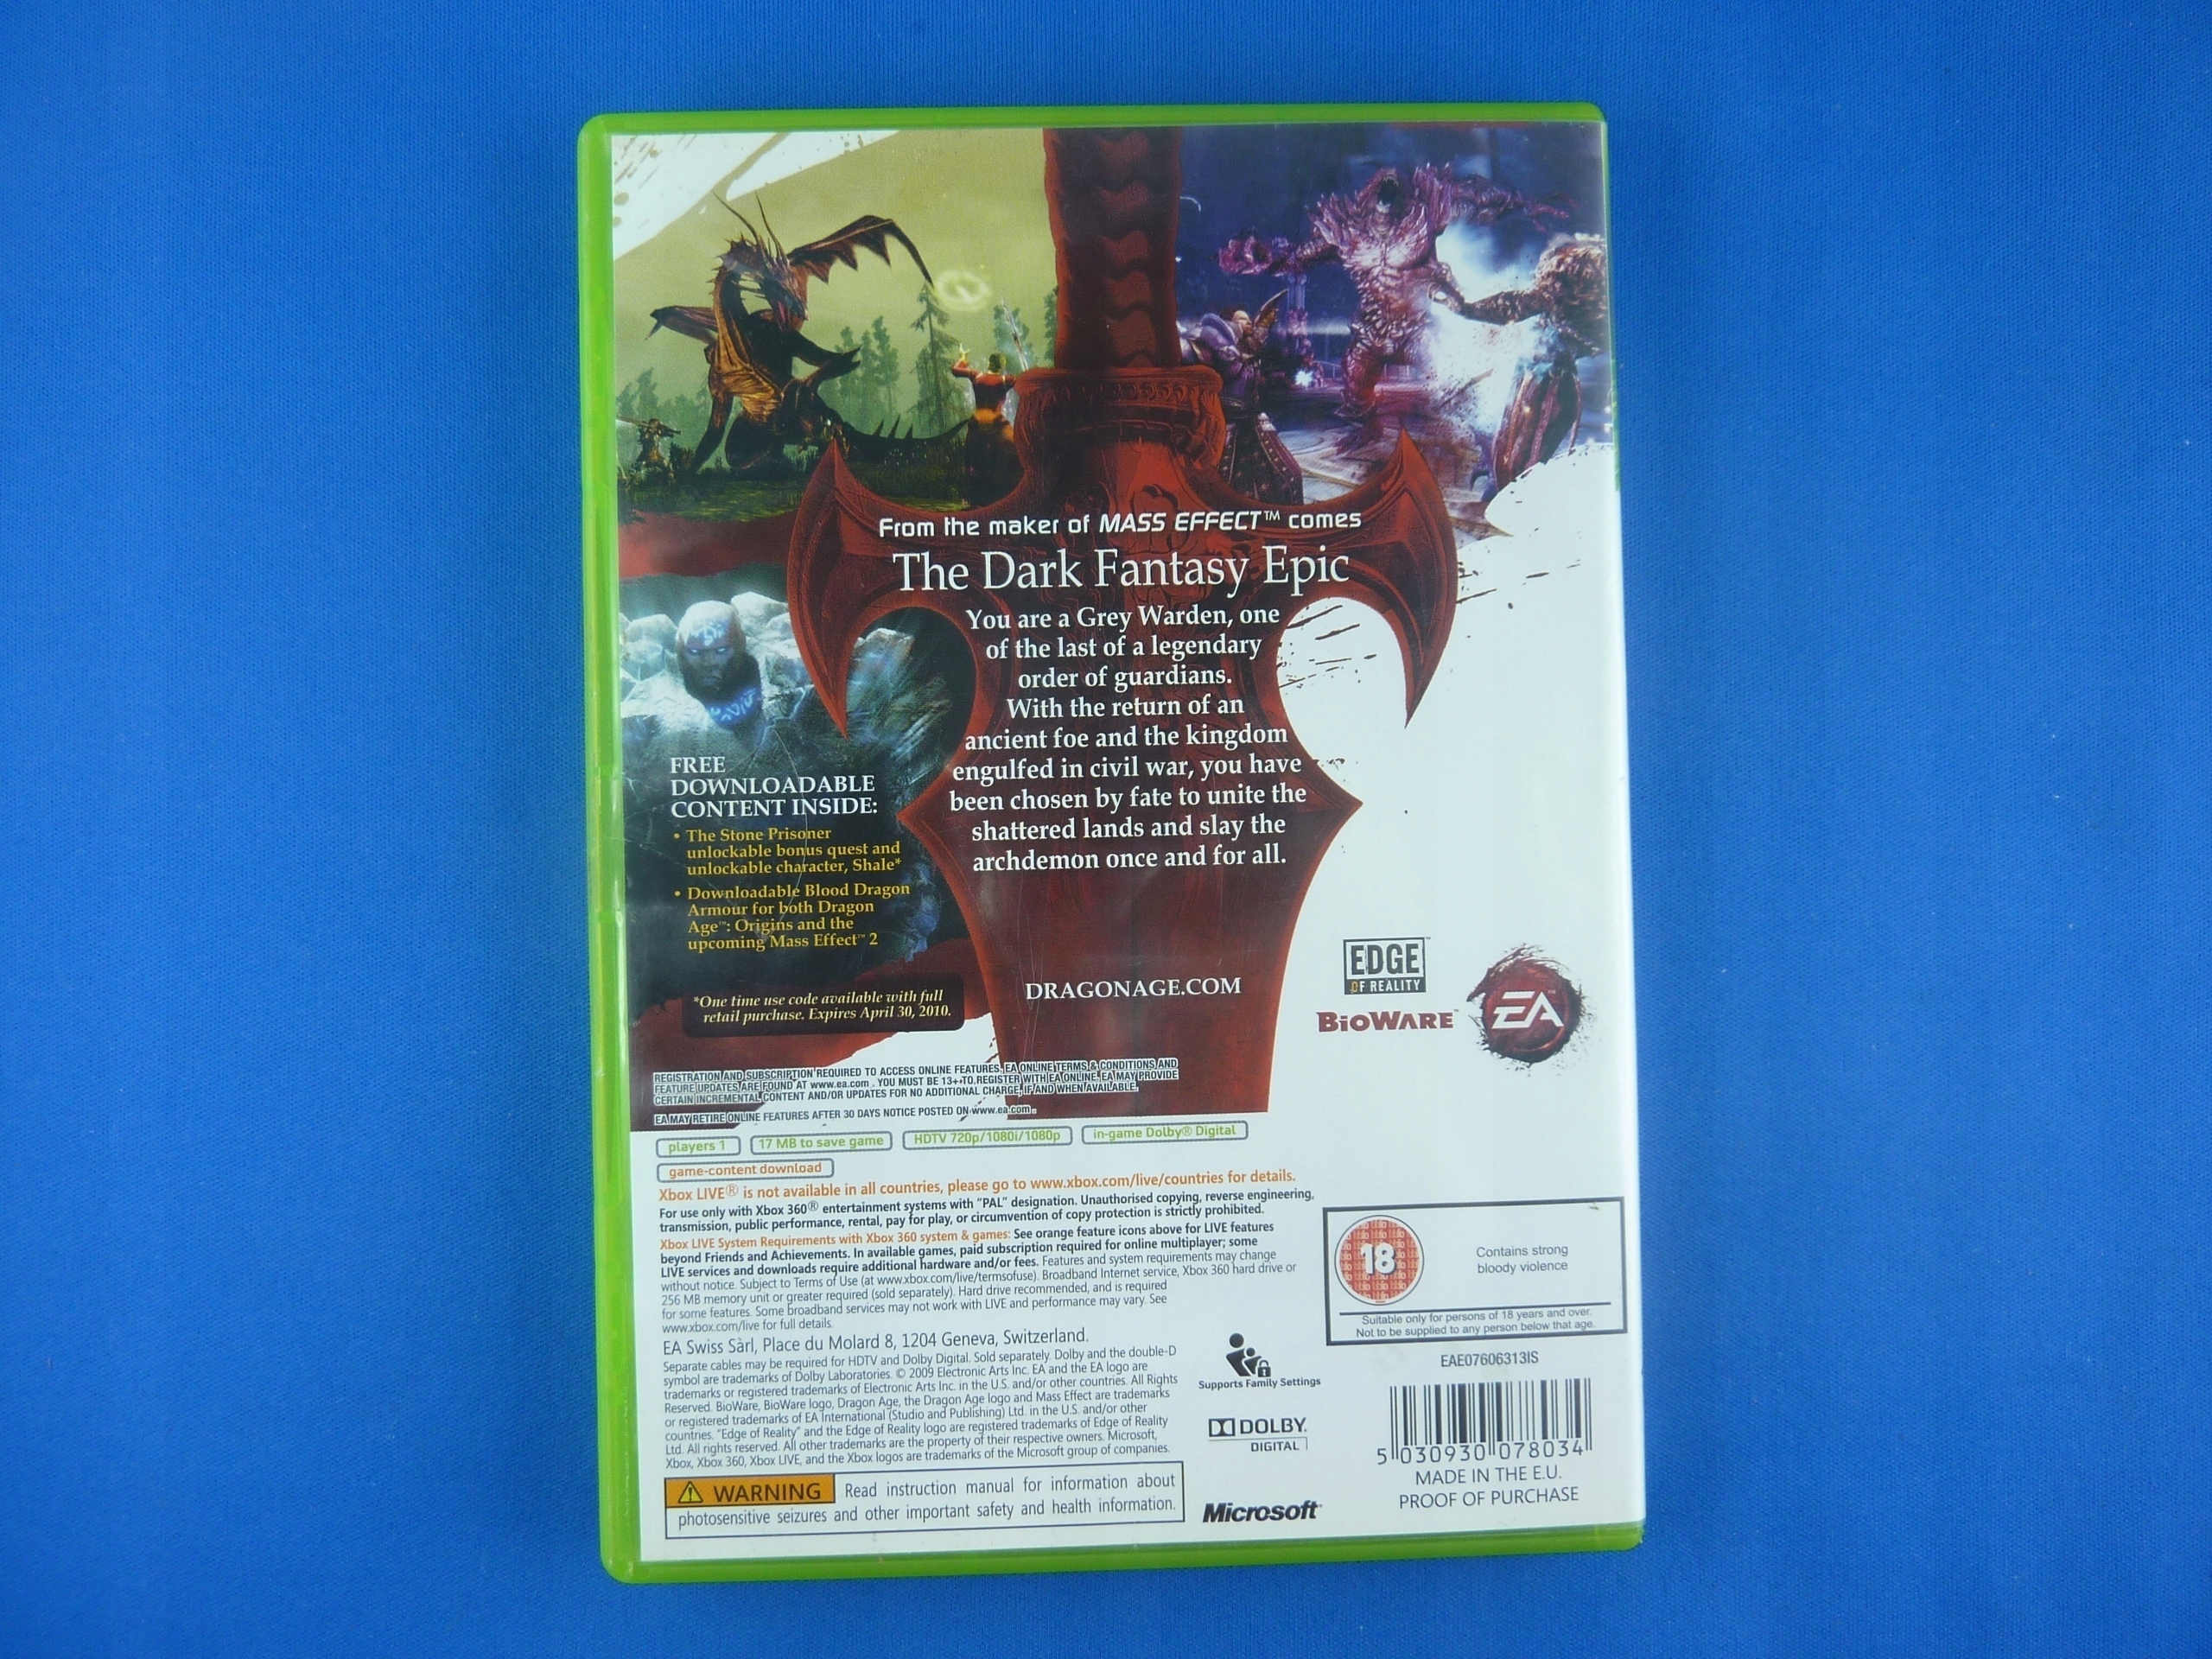 From the maker of MASS EFFECT™ comes
The Dark Fantasy Epic
You are a Grey Warden, one
of the last of a legendary
order of guardians.
With the return of an
ancient foe and the kingdom
engulfed in civil war, you have
been chosen by fate to unite the
shattered lands and slay the
archdemon once and for all.
FREE
DOWNLOADABLE
CONTENT INSIDE:
• The Stone Prisoner
unlockable bonus quest and
unlockable character, Shale*
• Downloadable Blood Dragon
Armour for both Dragon
Age™: Origins and the
upcoming Mass Effect™ 2
*One time use code available with full
retail purchase. Expires April 30, 2010.
DRAGONAGE.COM
EDGE™
OF REALITY
BIOWARE™
EA™
REGISTRATION AND SUBSCRIPTION REQUIRED TO ACCESS ONLINE FEATURES. EA ONLINE TERMS & CONDITIONS AND
FEATURE UPDATES ARE FOUND AT www.ea.com . YOU MUST BE 13+ TO REGISTER WITH EA ONLINE. EA MAY PROVIDE
CERTAIN INCREMENTAL CONTENT AND/OR UPDATES FOR NO ADDITIONAL CHARGE, IF AND WHEN AVAILABLE.
EA MAY RETIRE ONLINE FEATURES AFTER 30 DAYS NOTICE POSTED ON www.ea.com .
players 1
17 MB to save game
HDTV 720p/1080i/1080p
in-game Dolby® Digital
game-content download
Xbox LIVE® is not available in all countries, please go to www.xbox.com/live/countries for details.
For use only with Xbox 360® entertainment systems with "PAL" designation. Unauthorised copying, reverse engineering,
transmission, public performance, rental, pay for play, or circumvention of copy protection is strictly prohibited.
Xbox LIVE System Requirements with Xbox 360 system & games: See orange feature icons above for LIVE features
beyond Friends and Achievements. In available games, paid subscription required for online multiplayer; some
LIVE services and downloads require additional hardware and/or fees. Features and system requirements may change
without notice. Subject to Terms of Use (at www.xbox.com/live/termsofuse). Broadband Internet service, Xbox 360 hard drive or
256 MB memory unit or greater required (sold separately). Hard drive recommended, and is required
for some features. Some broadband services may not work with LIVE and performance may vary. See
www.xbox.com/live for full details.
EA Swiss Sàrl, Place du Molard 8, 1204 Geneva, Switzerland.
Separate cables may be required for HDTV and Dolby Digital. Sold separately. Dolby and the double-D
symbol are trademarks of Dolby Laboratories. © 2009 Electronic Arts Inc. EA and the EA logo are
trademarks or registered trademarks of Electronic Arts Inc. in the U.S. and/or other countries. All Rights
Reserved. BioWare, BioWare logo, Dragon Age, the Dragon Age logo and Mass Effect are trademarks
or registered trademarks of EA International (Studio and Publishing) Ltd. in the U.S. and/or other
countries. "Edge of Reality" and the Edge of Reality logo are registered trademarks of Edge of Reality
Ltd. All rights reserved. All other trademarks are the property of their respective owners. Microsoft,
Xbox, Xbox 360, Xbox LIVE, and the Xbox logos are trademarks of the Microsoft group of companies.
WARNING Read instruction manual for information about
photosensitive seizures and other important safety and health information.
Supports Family Settings
DOLBY.
DIGITAL
Microsoft®
18
Contains strong
bloody violence
Suitable only for persons of 18 years and over.
Not to be supplied to any person below that age.
EAE07606313IS
5 030930 078034
MADE IN THE E.U.
PROOF OF PURCHASE